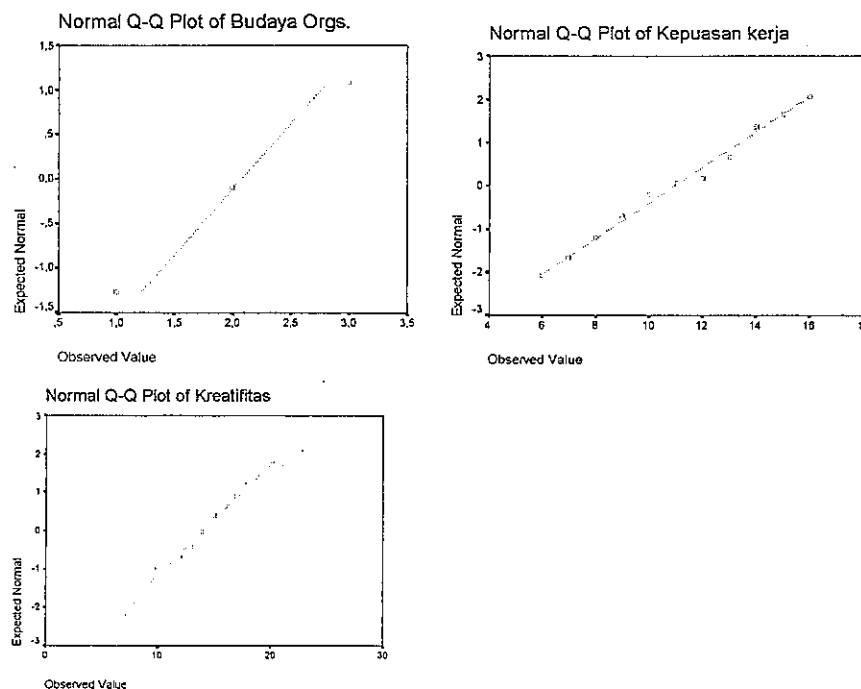 Normal Q-Q Plot of Budaya Orgs.
1,5
1,0
,5
0,0
-,5
-1,0
-1,5
Expected Normal
,5 1,0 1,5 2,0 2,5 3,0 3,5
Observed Value
Normal Q-Q Plot of Kepuasan kerja
3
2
1
0
-1
-2
-3
Expected Normal
4 6 8 10 12 14 16 18
Observed Value
Normal Q-Q Plot of Kreatifitas
3
2
1
0
-1
-2
-3
Expected Normal
0 10 20 30
Observed Value